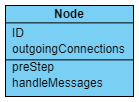 Node
ID
outgoingConnections
preStep
handleMessages